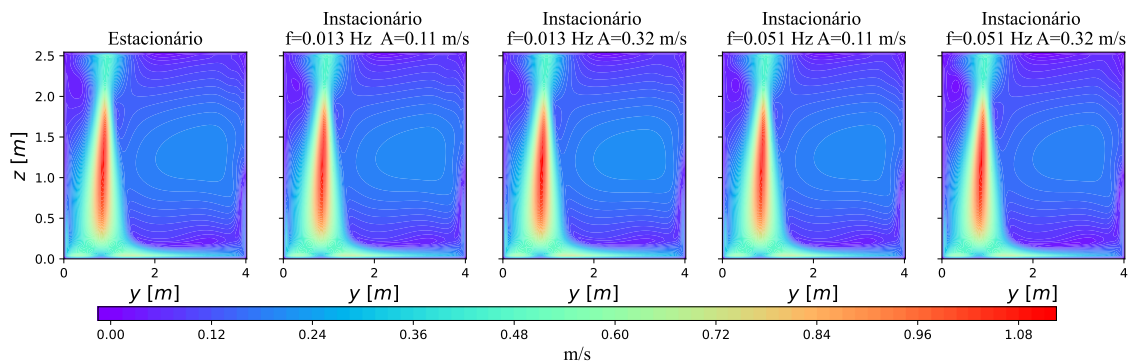 Estacionário
Instacionário
f=0.013 Hz  A=0.11 m/s
Instacionário
f=0.013 Hz A=0.32 m/s
Instacionário
f=0.051 Hz A=0.11 m/s
Instacionário
f=0.051 Hz A=0.32 m/s
z [m]
2.5
2.0
1.5
1.0
0.5
0.0
0 2 4
0 2 4
0 2 4
0 2 4
0 2 4
y [m] y [m] y [m] y [m] y [m]
0.00 0.12 0.24 0.36 0.48 0.60 0.72 0.84 0.96 1.08
m/s